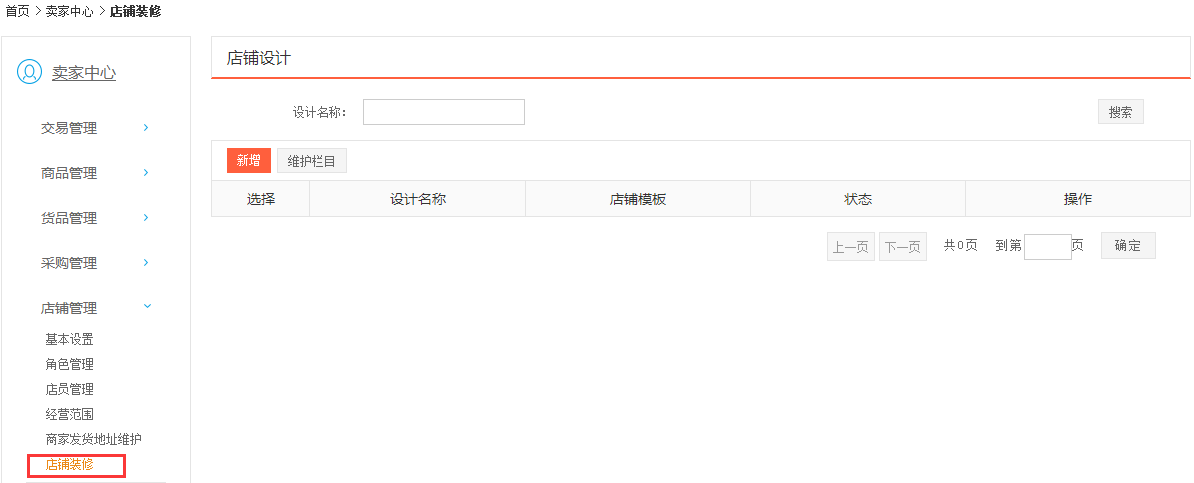 首页 > 卖家中心 > 店铺装修
卖家中心
交易管理
商品管理
货品管理
采购管理
店铺管理
基本设置
角色管理
店员管理
经营范围
商家发货地址维护
店铺装修
店铺设计
设计名称： 搜索
新增 维护栏目
选择 设计名称 店铺模板 状态 操作
上一页 下一页 共0页 到第 页 确定